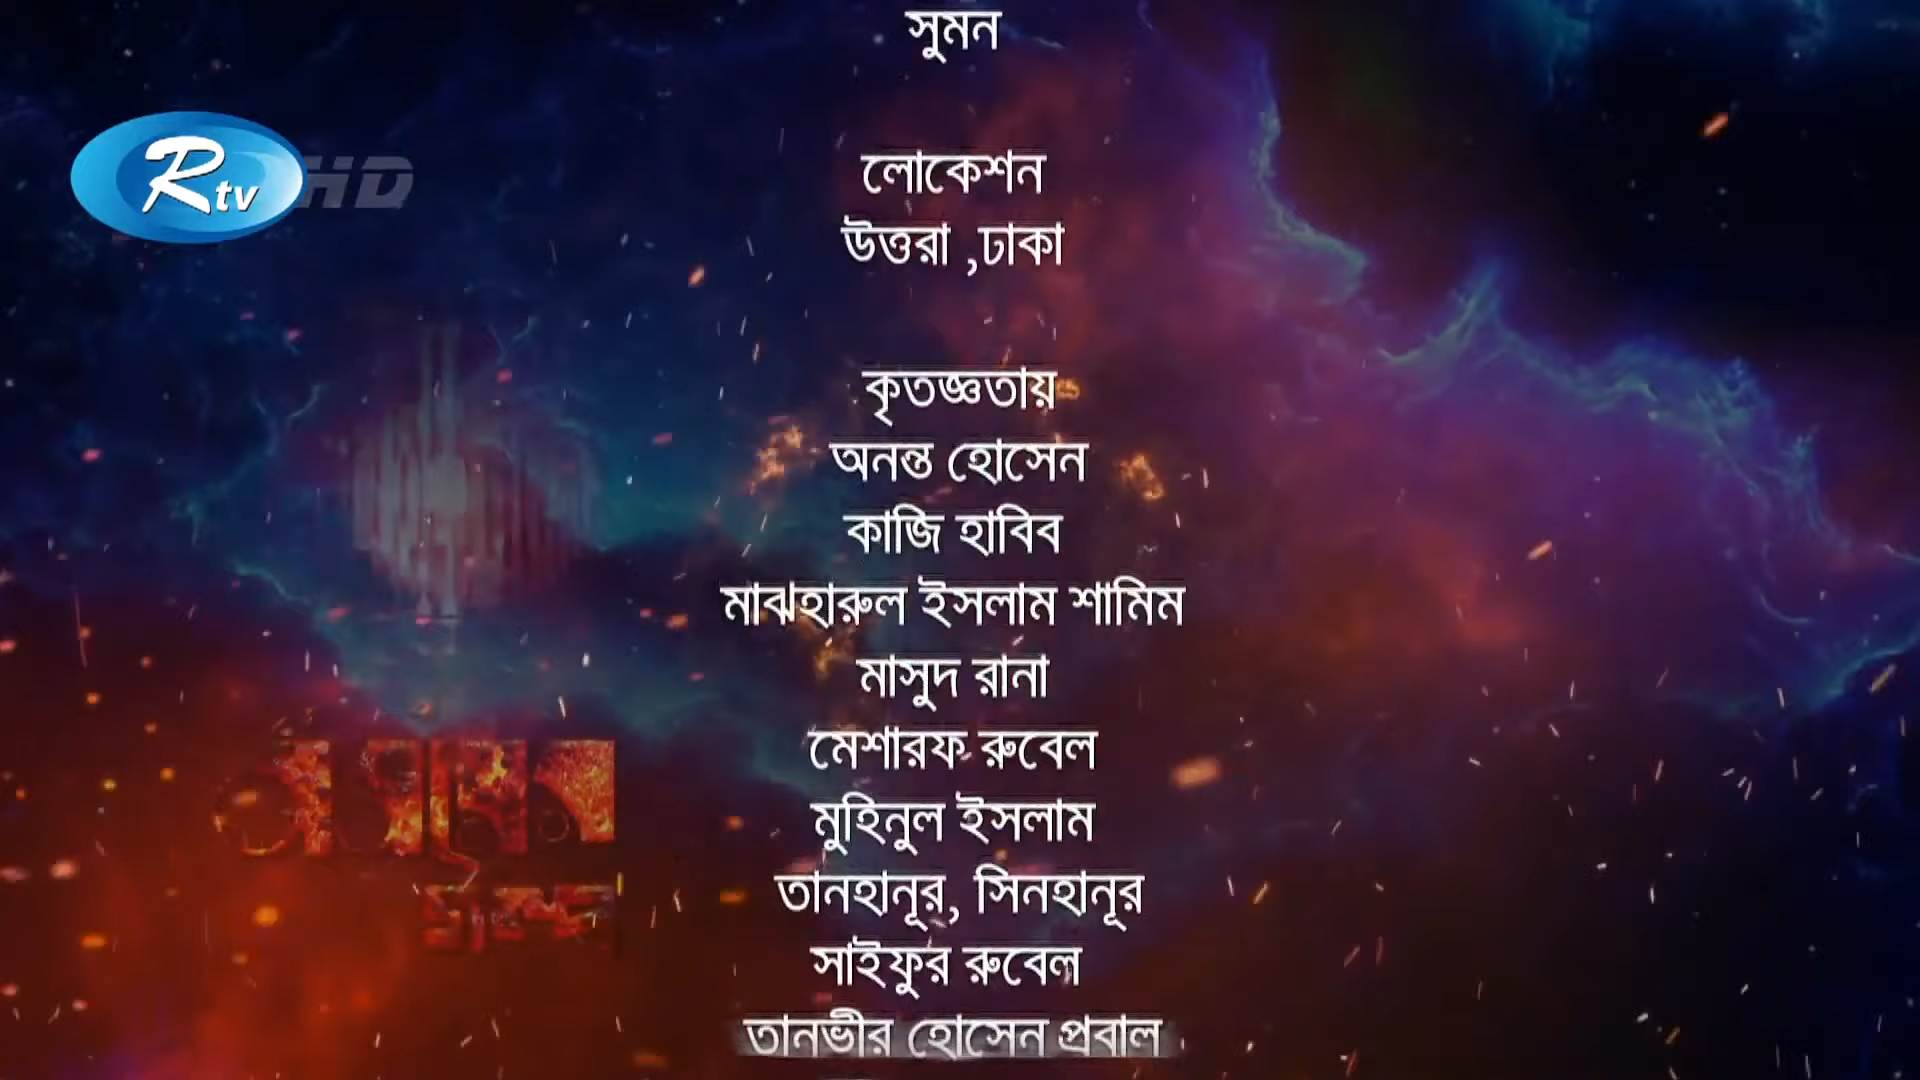 সুমন
Rtv HD
লোকেশন
উত্তরা ,ঢাকা
কৃতজ্ঞতায়
অনন্ত হোসেন
কাজি হাবিব
মাঝহারুল ইসলাম শামিম
মাসুদ রানা
মেশারফ রুবেল
মুহিনুল ইসলাম
তানহানূর, সিনহানূর
সাইফুর রুবেল
তানভীর হোসেন প্রবাল